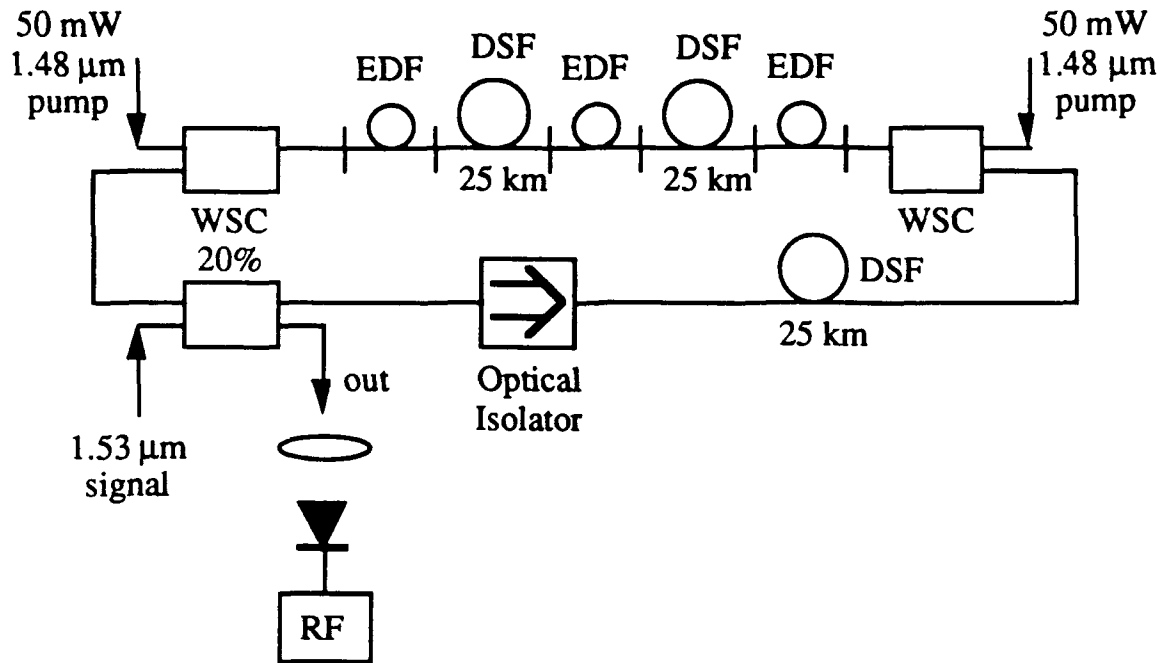 50 mW
1.48 μm
pump
EDF
DSF
EDF
DSF
EDF
50 mW
1.48 μm
pump
25 km
25 km
WSC
WSC
20%
DSF
25 km
out
Optical
Isolator
1.53 μm
signal
RF